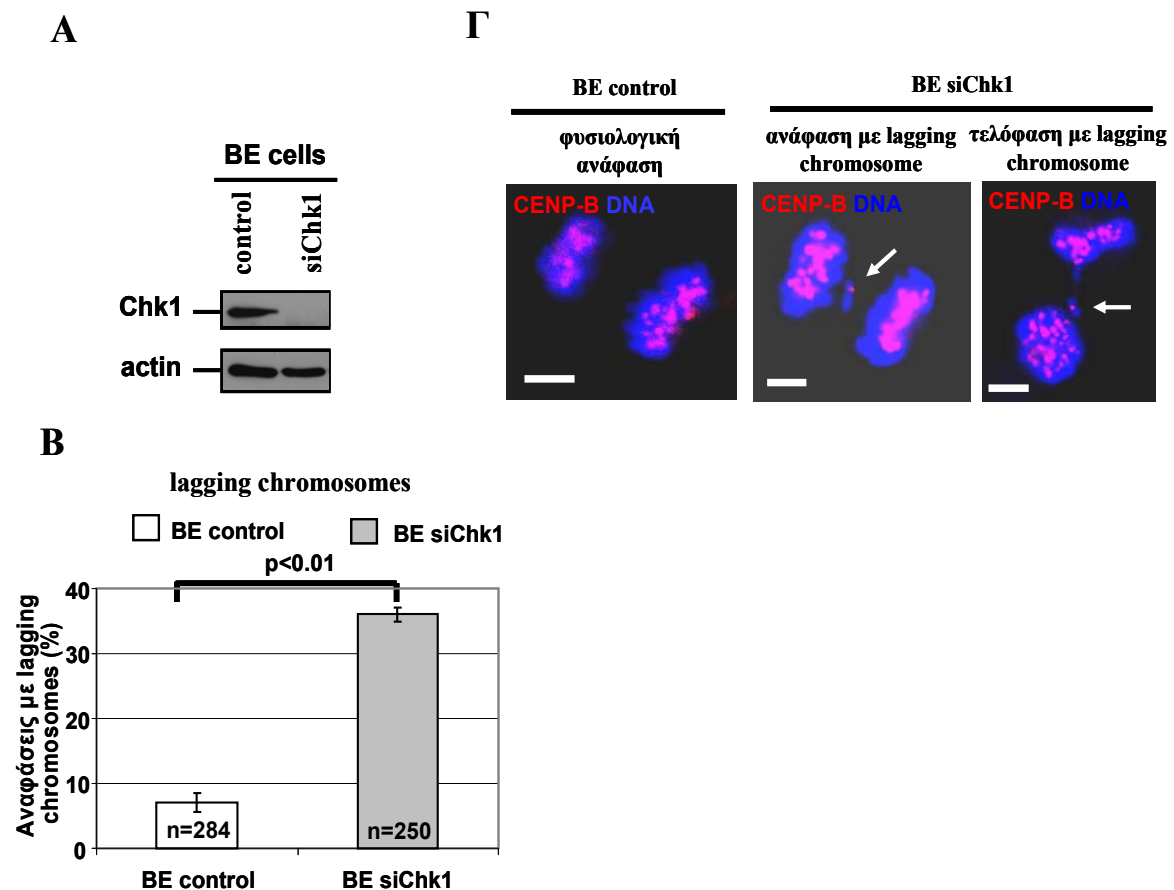 A
BE cells
control
siChk1
Chk1
actin
B
lagging chromosomes
BE control
BE siChk1
p<0.01
Αναφάσεις με lagging
chromosomes (%)
40
30
20
10
0
n=284
n=250
BE control
BE siChk1
Γ
BE control
BE siChk1
φυσιολογική
ανάφαση
ανάφαση με lagging
chromosome
τελόφαση με lagging
chromosome
CENP-B DNA
CENP-B DNA
CENP-B DNA